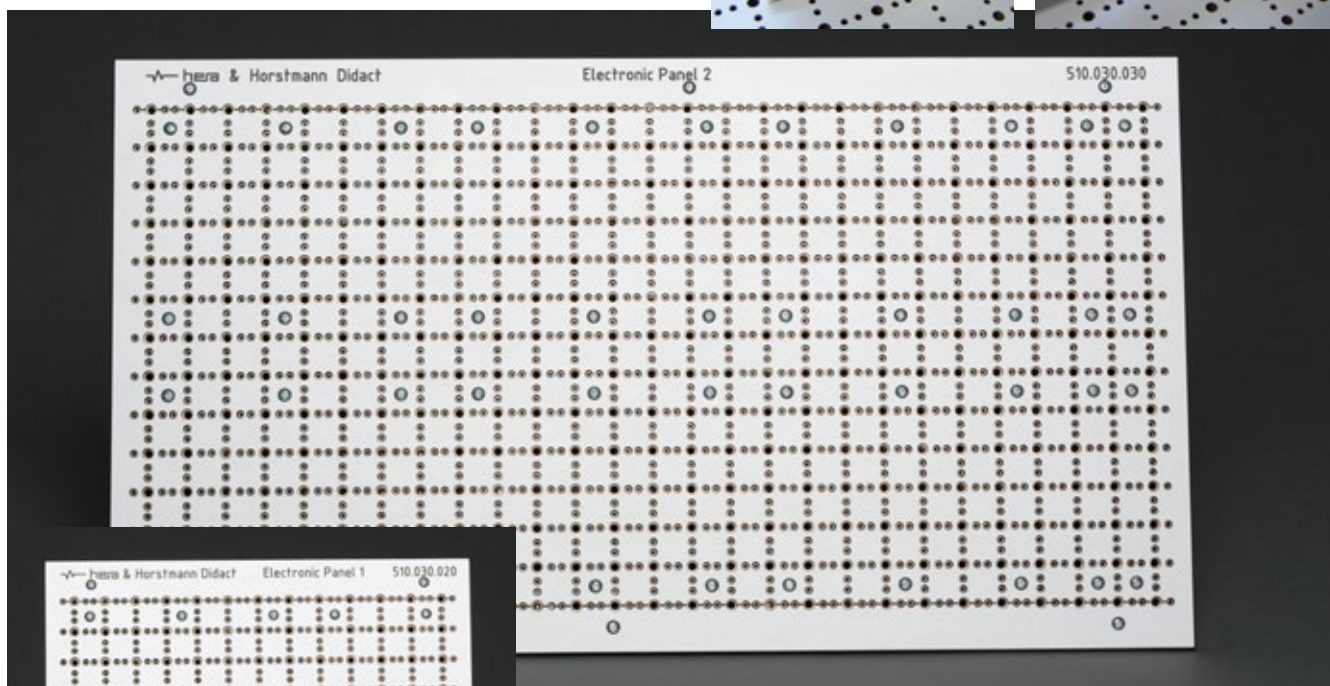 hera & Horstmann Didact Electronic Panel 2 510.030.030
hera & Horstmann Didact Electronic Panel 1 510.030.020